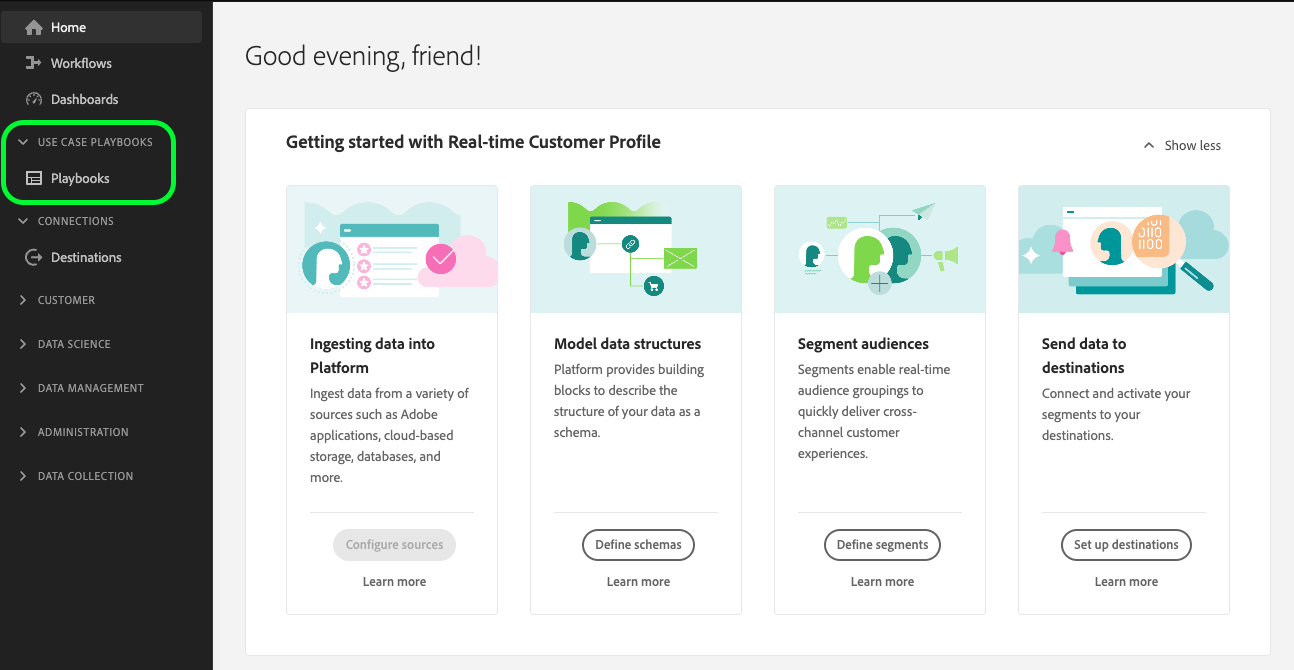 Home
Workflows
Dashboards
USE CASE PLAYBOOKS
Playbooks
CONNECTIONS
Destinations
CUSTOMER
DATA SCIENCE
DATA MANAGEMENT
ADMINISTRATION
DATA COLLECTION
Good evening, friend!
Getting started with Real-time Customer Profile
Show less
Ingesting data into
Platform
Ingest data from a variety of
sources such as Adobe
applications, cloud-based
storage, databases, and
more.
Configure sources
Learn more
Model data structures
Platform provides building
blocks to describe the
structure of your data as a
schema.
Define schemas
Learn more
Segment audiences
Segments enable real-time
audience groupings to
quickly deliver cross-
channel customer
experiences.
Define segments
Learn more
Send data to
destinations
Connect and activate your
segments to your
destinations.
Set up destinations
Learn more